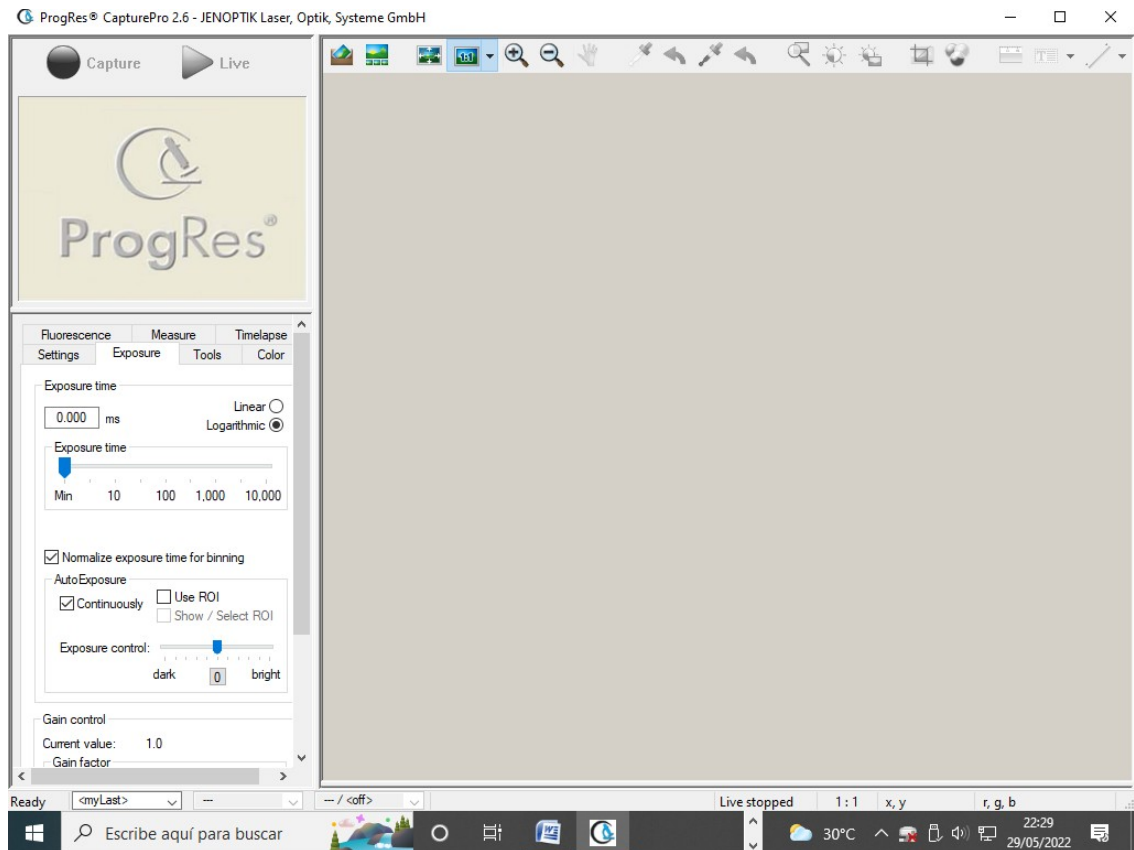 ProgRes® CapturePro 2.6 - JENOPTIK Laser, Optik, Systeme GmbH
Capture
Live
1:1
T
ProgRes®
Fluorescence Measure Timelapse
Settings Exposure Tools Color
Exposure time
0.000 ms
Linear
Logarithmic
Exposure time
Min 10 100 1,000 10,000
Normalize exposure time for binning
AutoExposure
Continuously
Use ROI
Show / Select ROI
Exposure control:
dark 0 bright
Gain control
Current value: 1.0
Gain factor
Ready <myLast> --- --- / <off> Live stopped 1 : 1 x, y r, g, b
Escribe aquí para buscar
W
30°C
22:29
29/05/2022